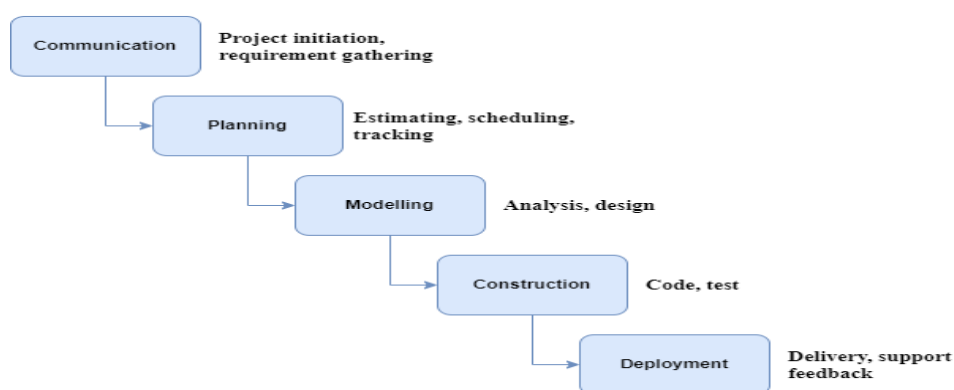 Communication
Project initiation,
requirement gathering
Planning
Estimating, scheduling,
tracking
Modelling
Analysis, design
Construction
Code, test
Deployment
Delivery, support
feedback